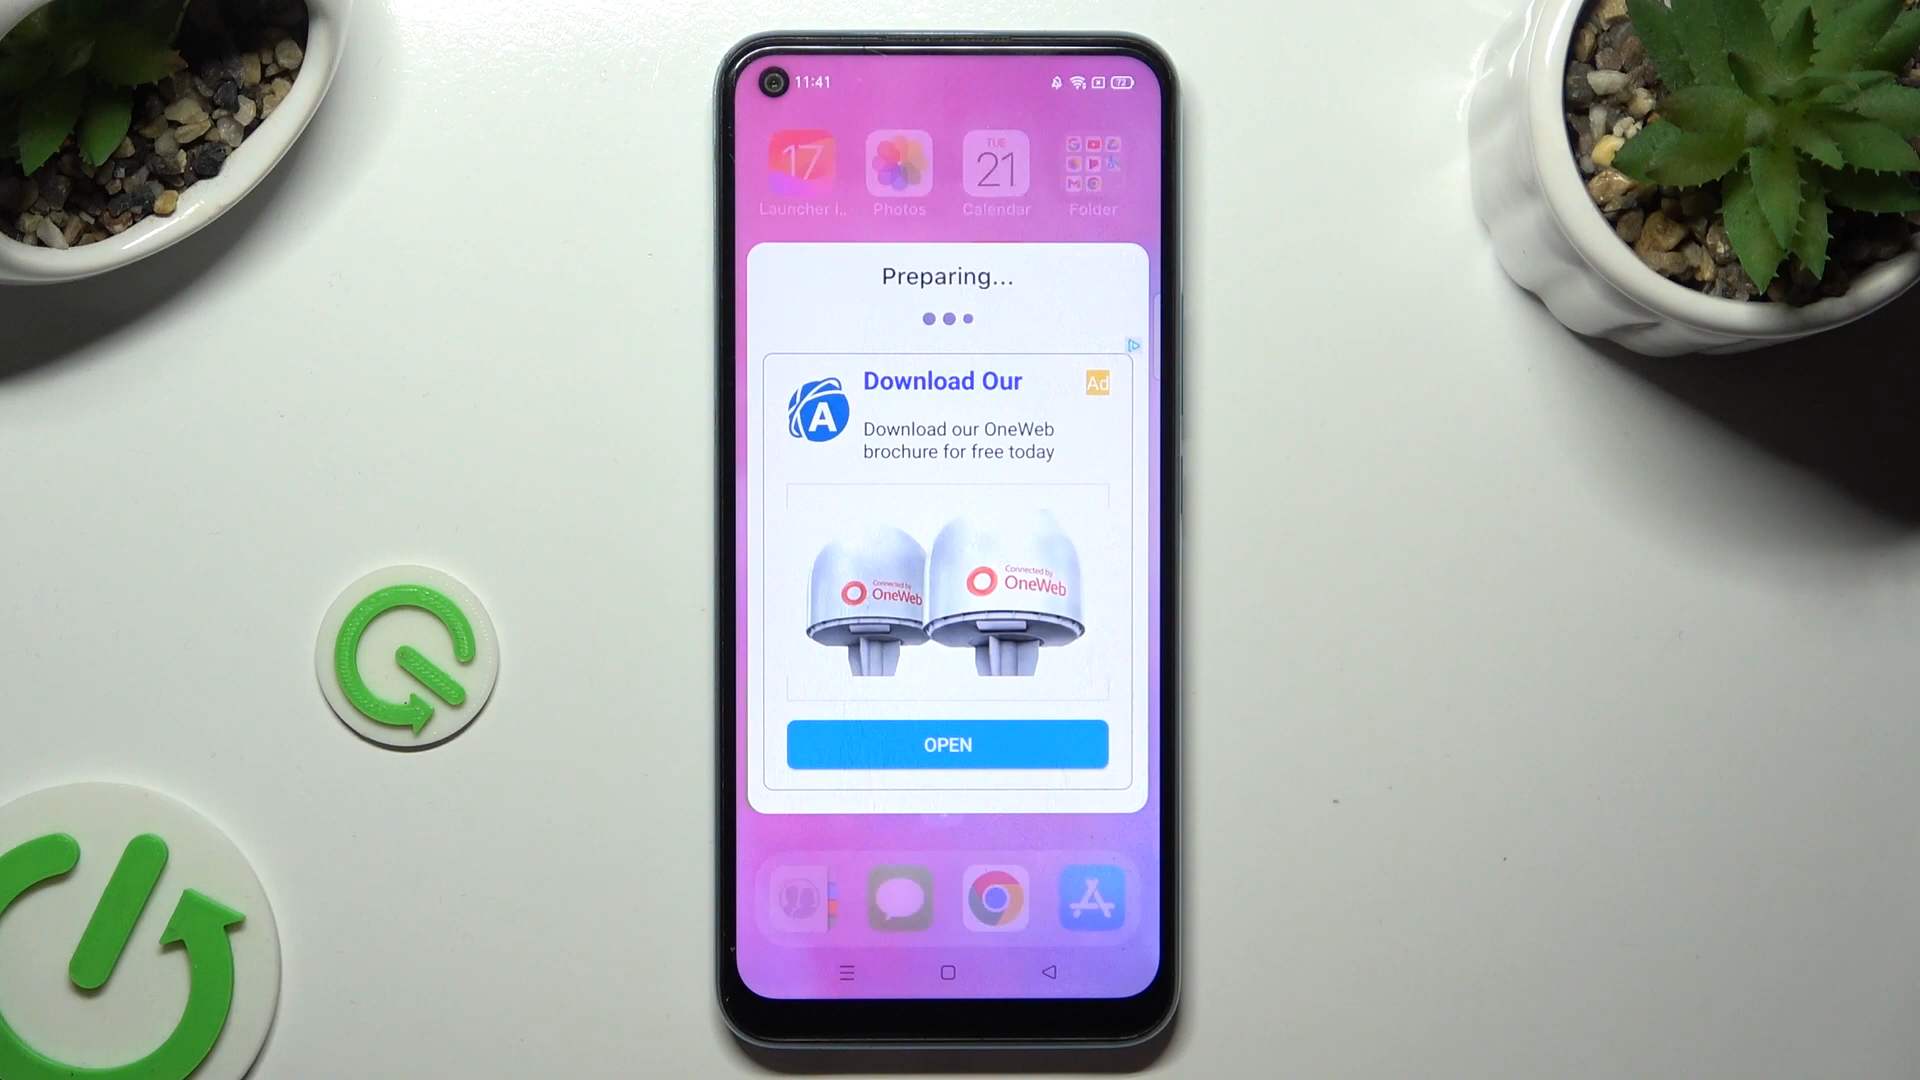 11:41
72
17
TUE
21
Launcher i..
Photos
Calendar
Folder
Preparing...
Download Our
Ad
A
Download our OneWeb
brochure for free today
Connected by
OneWeb
Connected by
OneWeb
OPEN